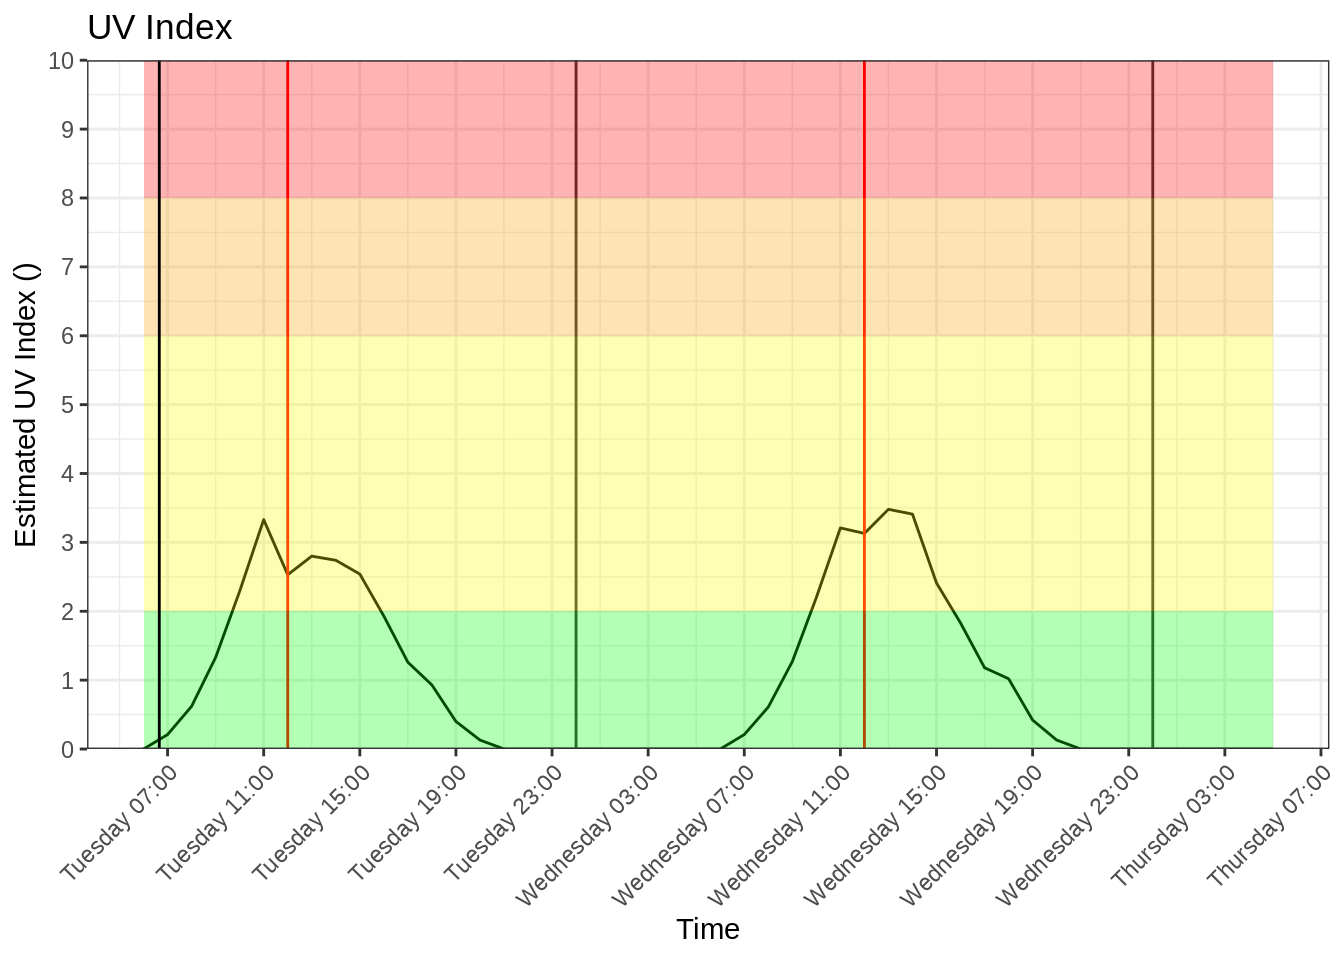 UV Index
Estimated UV Index ()
10
9
8
7
6
5
4
3
2
1
0
Tuesday 07:00
Tuesday 11:00
Tuesday 15:00
Tuesday 19:00
Tuesday 23:00
Wednesday 03:00
Wednesday 07:00
Wednesday 11:00
Wednesday 15:00
Wednesday 19:00
Wednesday 23:00
Thursday 03:00
Thursday 07:00
Time